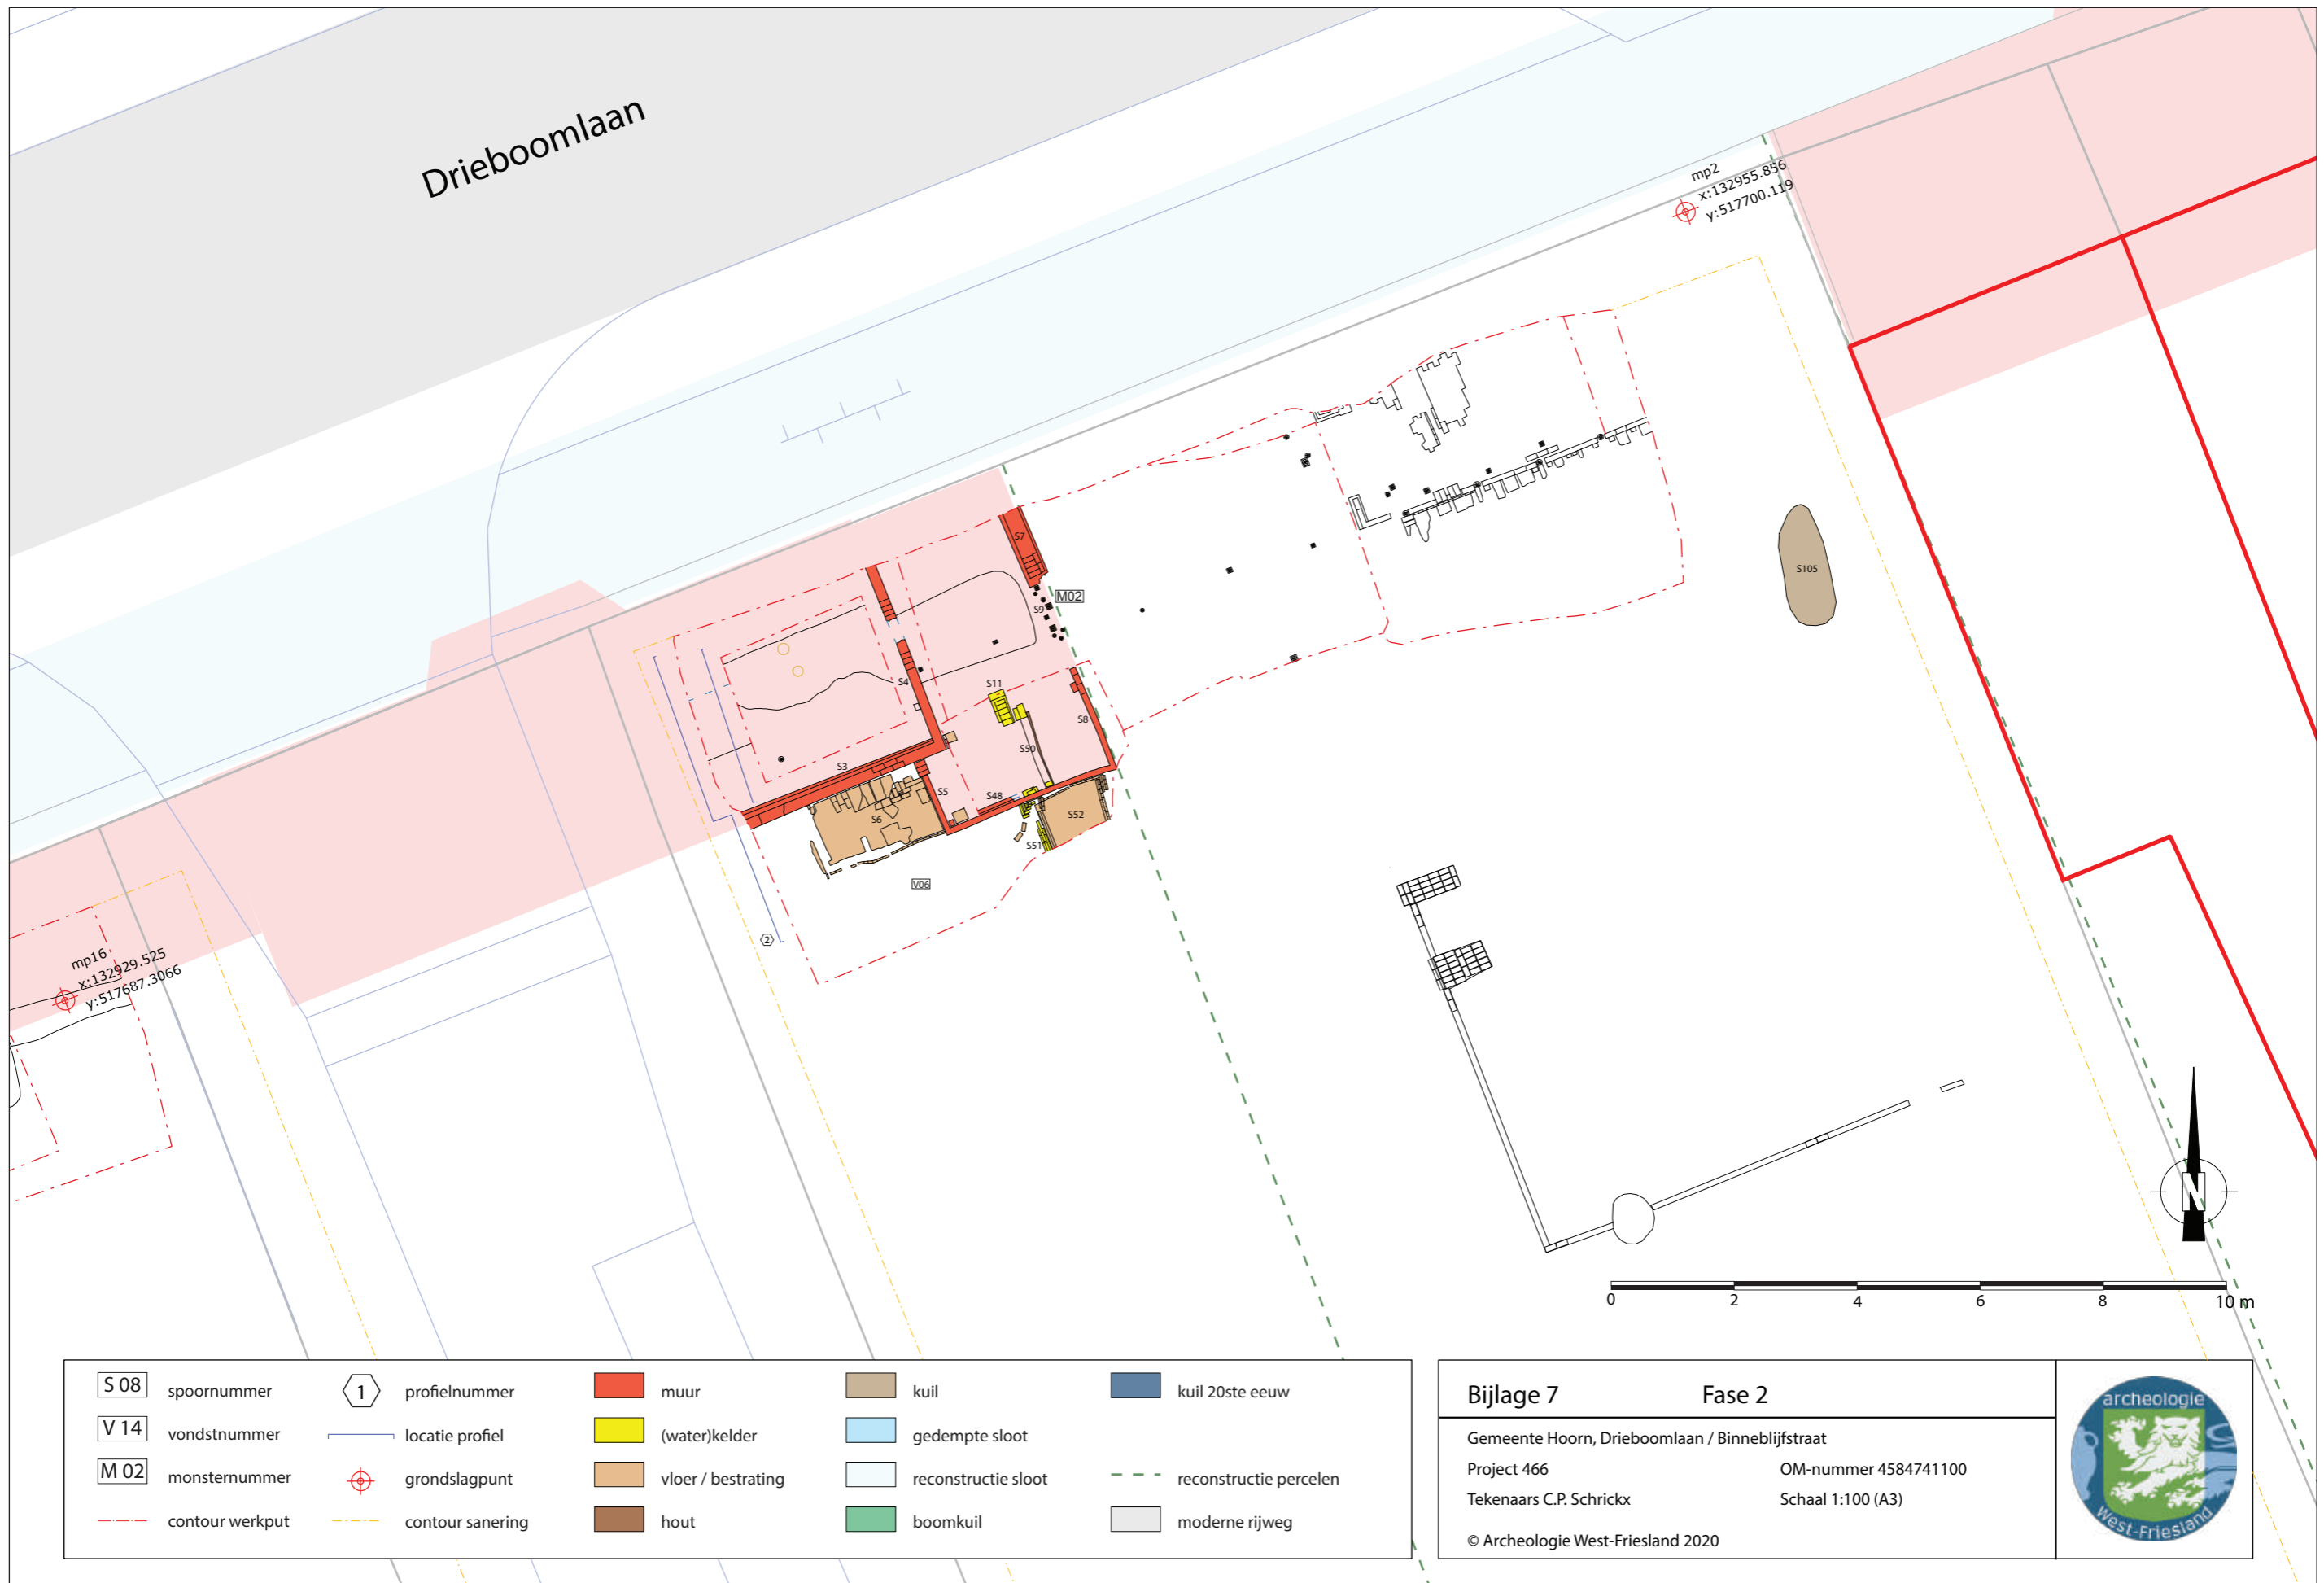 Drieboomlaan
mp2
x:132955.856
y:517700.119
S7
M02
S9
S105
S4
S11
S8
S50
S3
S5
S48
S6
S52
S51
V06
2
mp16
x:132929.525
y:517687.3066
N
0 2 4 6 8 10 m
S 08 spoornummer
V 14 vondstnummer
M 02 monsternummer
contour werkput
1 profielnummer
locatie profiel
grondslagpunt
contour sanering
muur
(water)kelder
vloer / bestrating
hout
kuil
gedempte sloot
reconstructie sloot
boomkuil
kuil 20ste eeuw
reconstructie percelen
moderne rijweg
Bijlage 7 Fase 2
Gemeente Hoorn, Drieboomlaan / Binneblijfstraat
Project 466 OM-nummer 4584741100
Tekenaars C.P. Schrickx Schaal 1:100 (A3)
© Archeologie West-Friesland 2020
archeologie
West-Friesland